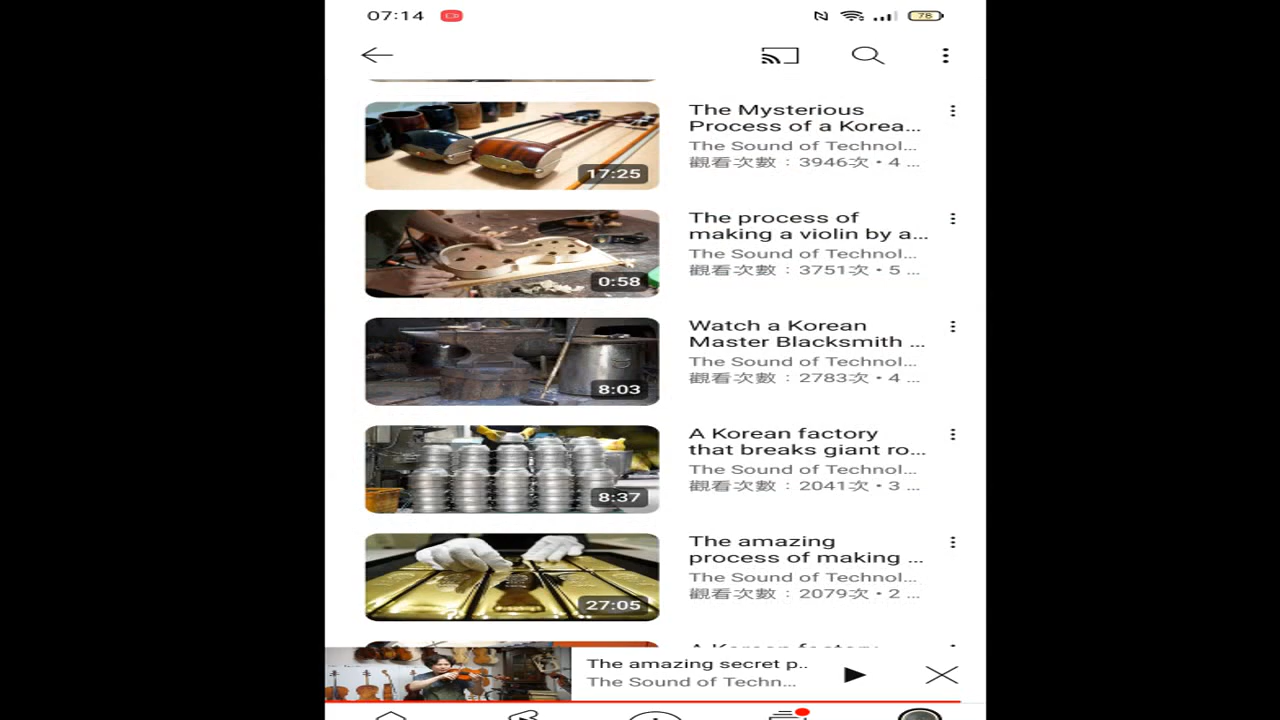 07:14
78
The Mysterious
Process of a Korea...
The Sound of Technol...
觀看次數：3946次 • 4 ...
17:25
The process of
making a violin by a...
The Sound of Technol...
觀看次數：3751次 • 5 ...
0:58
Watch a Korean
Master Blacksmith ...
The Sound of Technol...
觀看次數：2783次 • 4 ...
8:03
A Korean factory
that breaks giant ro...
The Sound of Technol...
觀看次數：2041次 • 3 ...
8:37
The amazing
process of making ...
The Sound of Technol...
觀看次數：2079次 • 2 ...
27:05
A Korean factory
The amazing secret p..
The Sound of Techn...